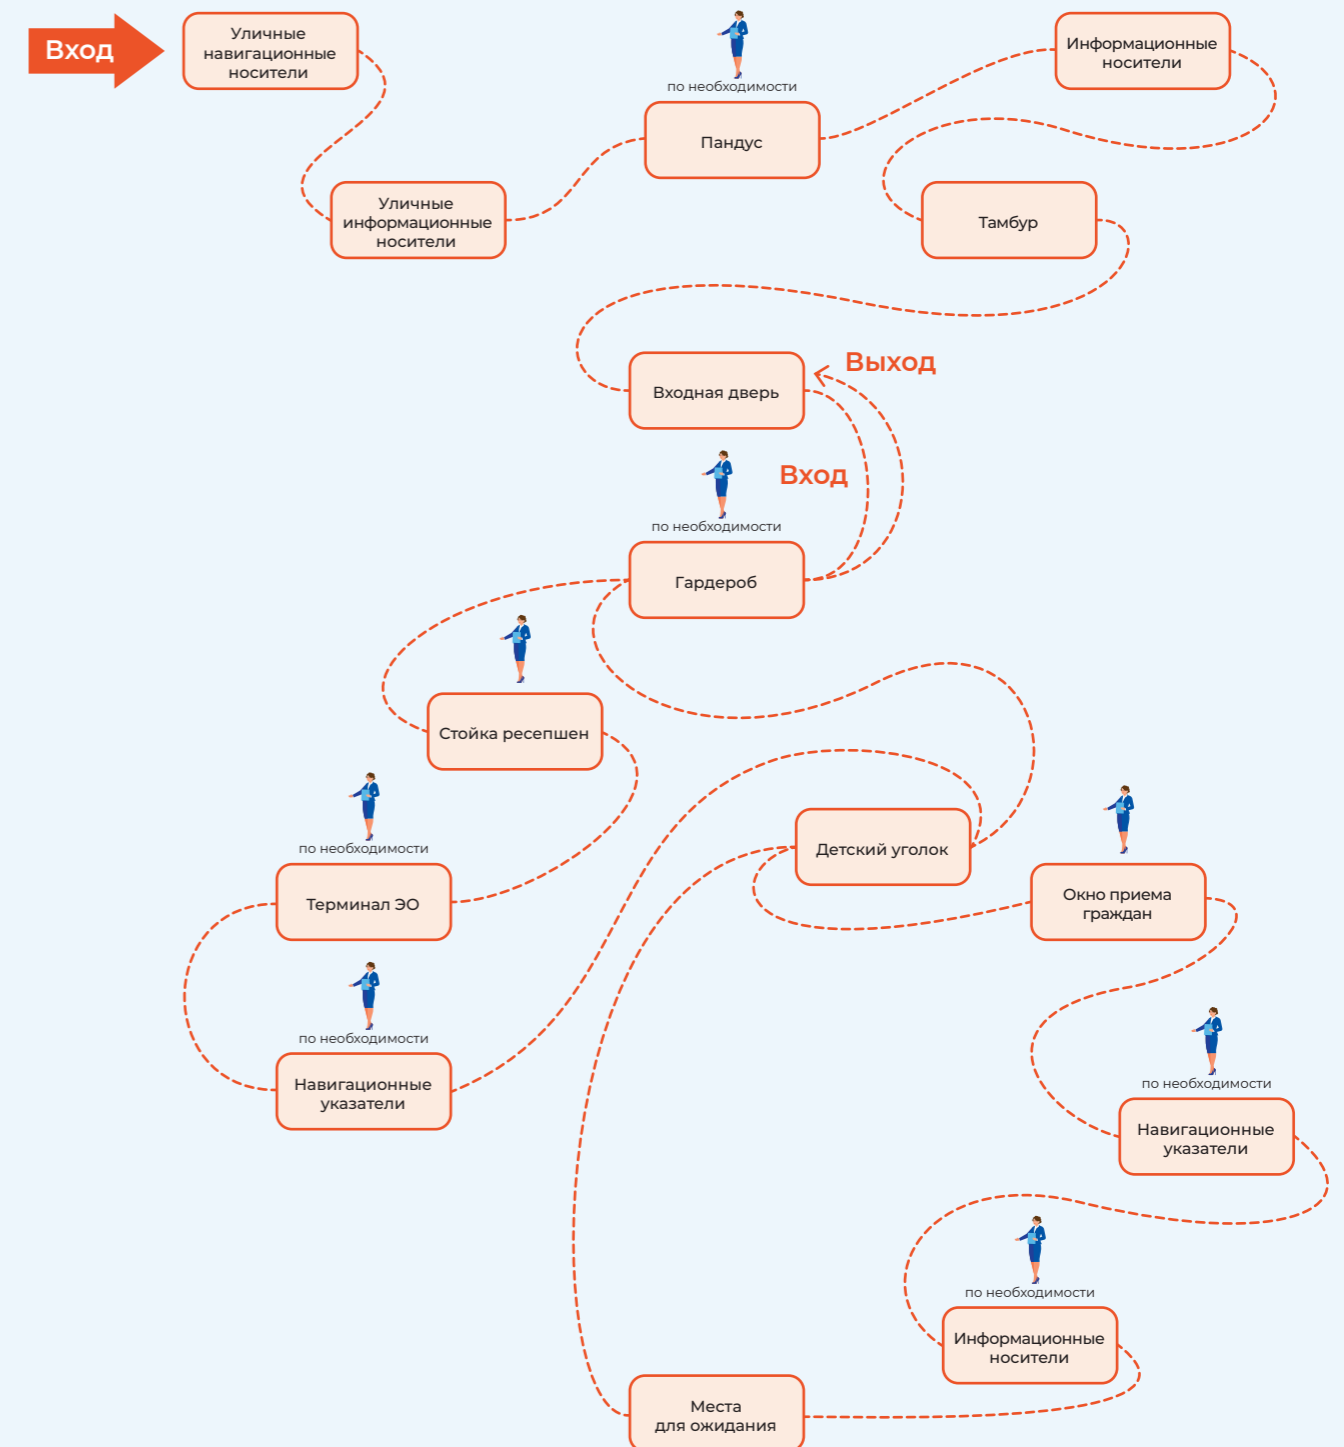 Вход
Уличные
навигационные
носители
по необходимости
Пандус
Информационные
носители
Уличные
информационные
носители
Тамбур
Входная дверь
Выход
Вход
по необходимости
Гардероб
Стойка ресепшен
по необходимости
Терминал ЭО
Детский уголок
Окно приема
граждан
по необходимости
Навигационные
указатели
по необходимости
Навигационные
указатели
по необходимости
Информационные
носители
Места
для ожидания